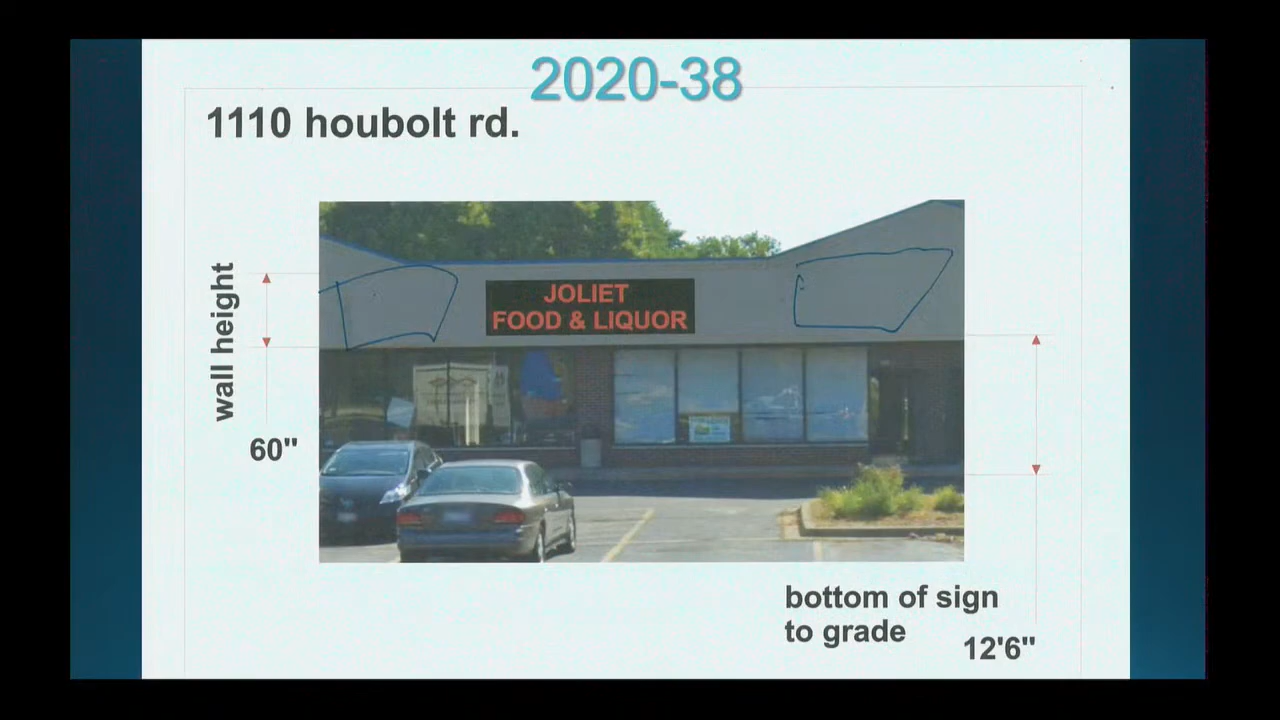 2020-38
1110 houbolt rd.
wall height
60"
JOLIET
FOOD & LIQUOR
bottom of sign
to grade
12'6"